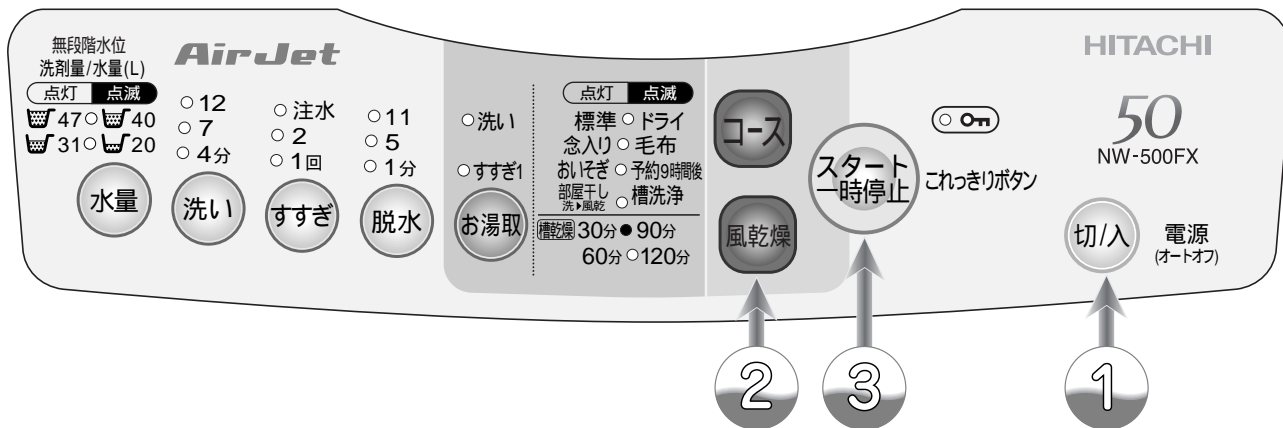 無段階水位
洗剤量/水量(L)
点灯 点滅
47 40
31 20
水量
AirJet
12
7
4分
洗い
注水
2
1回
すすぎ
11
5
1分
脱水
洗い
すすぎ1
お湯取
点灯 点滅
標準 ドライ
念入り 毛布
おいそぎ 予約9時間後
部屋干し 槽洗浄
洗▶風乾
槽乾燥 30分 90分
60分 120分
コース
風乾燥
スタート
一時停止
これっきりボタン
HITACHI
50
NW-500FX
切/入
電源
(オートオフ)
2
3
1